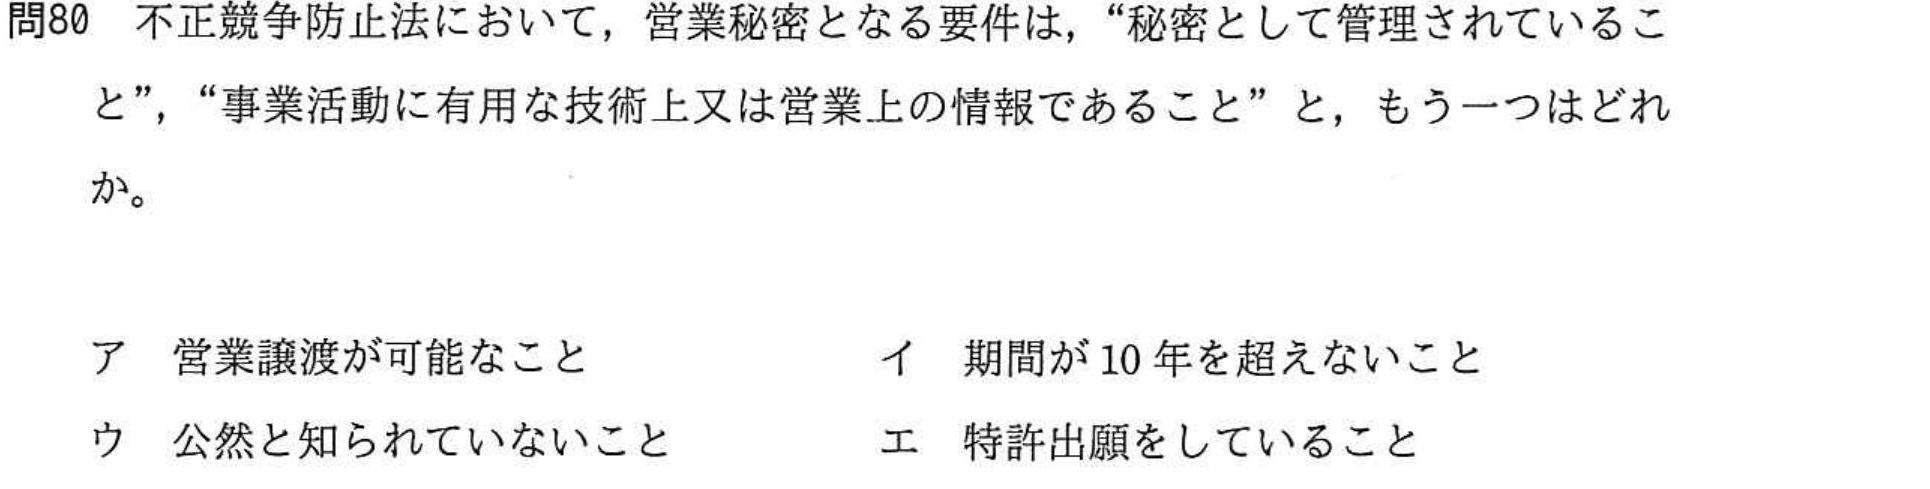 問80 不正競争防止法において，営業秘密となる要件は，“秘密として管理されているこ
と”，“事業活動に有用な技術上又は営業上の情報であること” と，もう一つはどれ
か。
ア 営業譲渡が可能なこと イ 期間が 10 年を超えないこと
ウ 公然と知られていないこと エ 特許出願をしていること